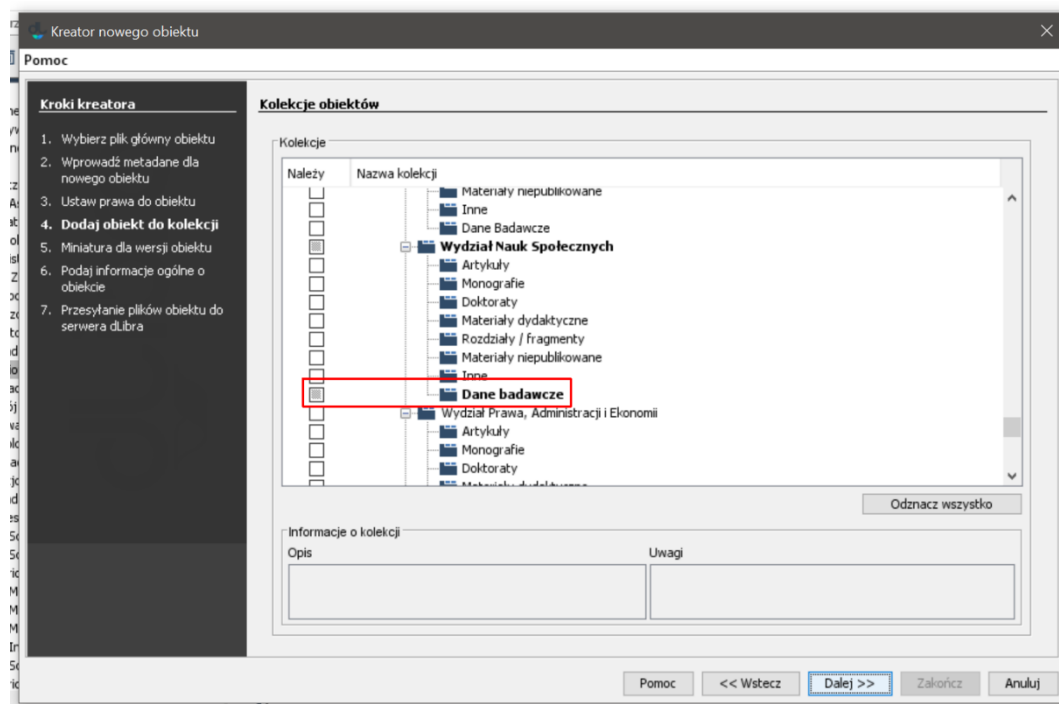 Kreator nowego obiektu
Pomoc
Kroki kreatora
1. Wybierz plik główny obiektu
2. Wprowadź metadane dla
nowego obiektu
3. Ustaw prawa do obiektu
4. Dodaj obiekt do kolekcji
5. Miniatura dla wersji obiektu
6. Podaj informacje ogólne o
obiekcie
7. Przesyłanie plików obiektu do
serwera dLibra
Kolekcje obiektów
Kolekcje
Należy Nazwa kolekcji
Materiały niepublikowane
Inne
Dane Badawcze
Wydział Nauk Społecznych
Artykuły
Monografie
Doktoraty
Materiały dydaktyczne
Rozdziały / fragmenty
Materiały niepublikowane
Inne
Dane badawcze
Wydział Prawa, Administracji i Ekonomii
Artykuły
Monografie
Doktoraty
Materiały dydaktyczne
Odznacz wszystko
Informacje o kolekcji
Opis Uwagi
Pomoc << Wstecz Dalej >> Zakończ Anuluj